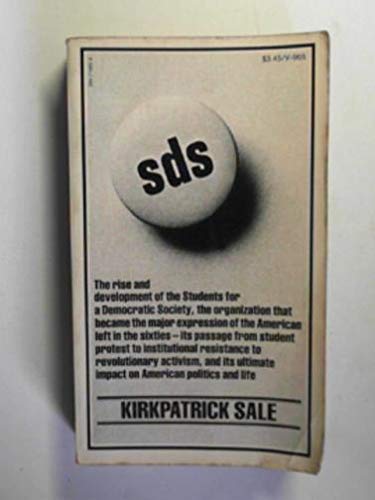 $3.45/V-965
sds
The rise and
development of the Students for
a Democratic Society, the organization that
became the major expression of the American
left in the sixties—its passage from student
protest to institutional resistance to
revolutionary activism, and its ultimate
impact on American politics and life
KIRKPATRICK SALE